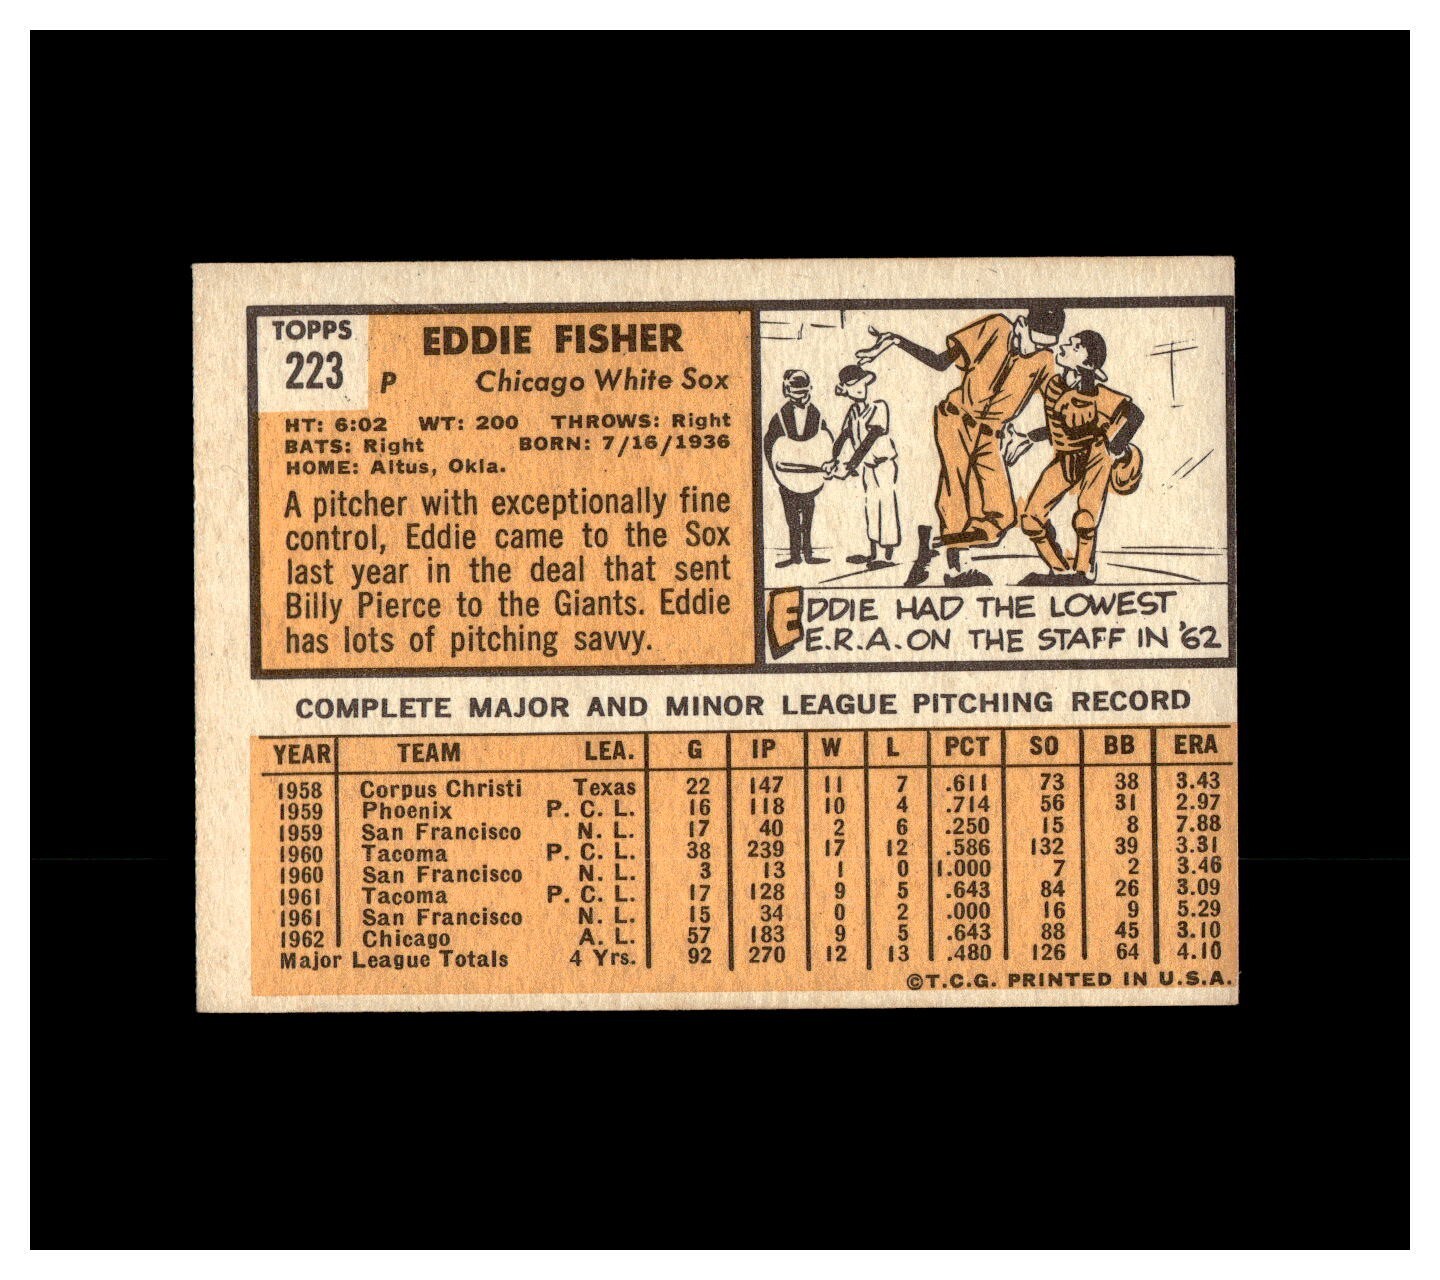 TOPPS
223
EDDIE FISHER
P Chicago White Sox
HT: 6:02 WT: 200 THROWS: Right
BATS: Right BORN: 7/16/1936
HOME: Altus, Okla.
A pitcher with exceptionally fine
control, Eddie came to the Sox
last year in the deal that sent
Billy Pierce to the Giants. Eddie
has lots of pitching savvy.
EDDIE HAD THE LOWEST
E.R.A. ON THE STAFF IN '62
COMPLETE MAJOR AND MINOR LEAGUE PITCHING RECORD
YEAR TEAM LEA. G IP W L PCT SO BB ERA
1958 Corpus Christi Texas 22 147 11 7 .611 73 38 3.43
1959 Phoenix P. C. L. 16 118 10 4 .714 56 31 2.97
1959 San Francisco N. L. 17 40 2 6 .250 15 8 7.88
1960 Tacoma P. C. L. 38 239 17 12 .586 132 39 3.31
1960 San Francisco N. L. 3 13 1 0 1.000 7 2 3.46
1961 Tacoma P. C. L. 17 128 9 5 .643 84 26 3.09
1961 San Francisco N. L. 15 34 0 2 .000 16 9 5.29
1962 Chicago A. L. 57 183 9 5 .643 88 45 3.10
Major League Totals 4 Yrs. 92 270 12 13 .480 126 64 4.10
©T.C.G. PRINTED IN U.S.A.